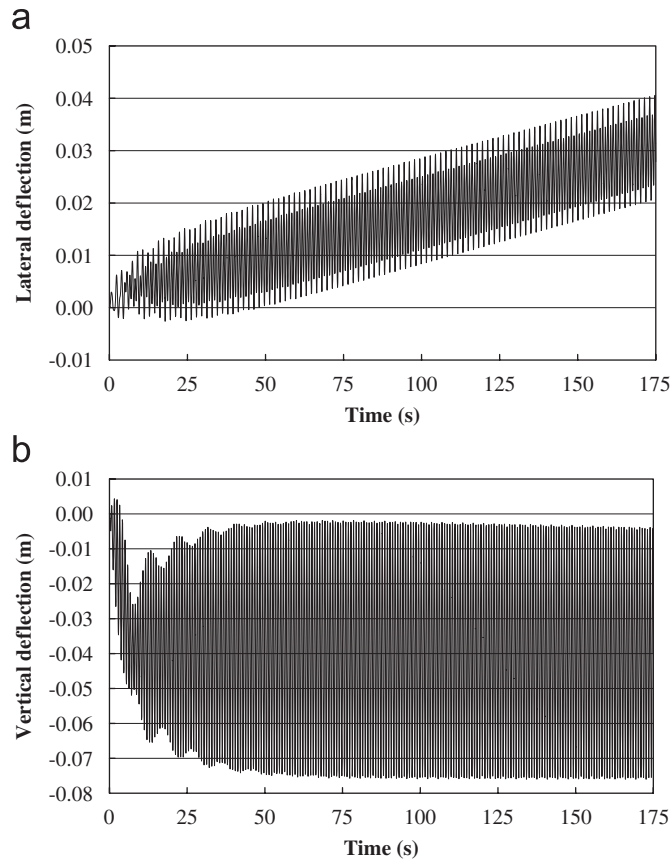 a
0.05
0.04
0.03
0.02
0.01
0.00
-0.01
Lateral deflection (m)
0 25 50 75 100 125 150 175
Time (s)
b
0.01
0.00
-0.01
-0.02
-0.03
-0.04
-0.05
-0.06
-0.07
-0.08
Vertical deflection (m)
0 25 50 75 100 125 150 175
Time (s)